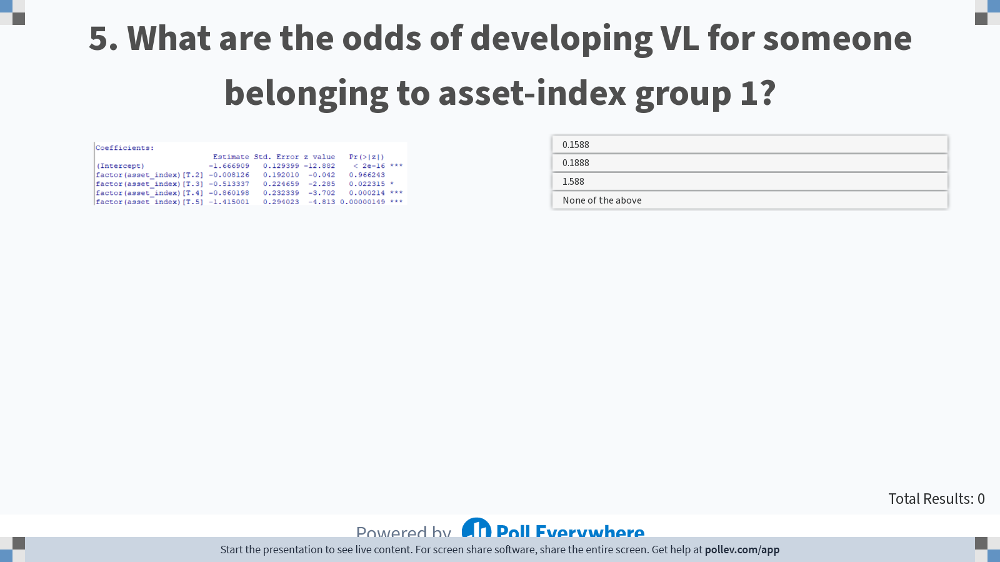 5. What are the odds of developing VL for someone
belonging to asset-index group 1?
Coefficients:
Estimate Std. Error z value Pr(>|z|)
(Intercept) -1.666909 0.129399 -12.882 < 2e-16 ***
factor(asset_index)[T.2] -0.008126 0.192010 -0.042 0.966243
factor(asset_index)[T.3] -0.513337 0.224659 -2.285 0.022315 *
factor(asset_index)[T.4] -0.860198 0.232339 -3.702 0.000214 ***
factor(asset_index)[T.5] -1.415001 0.294023 -4.813 0.00000149 ***
0.1588
0.1888
1.588
None of the above
Total Results: 0
Powered by Poll Everywhere
Start the presentation to see live content. For screen share software, share the entire screen. Get help at pollev.com/app